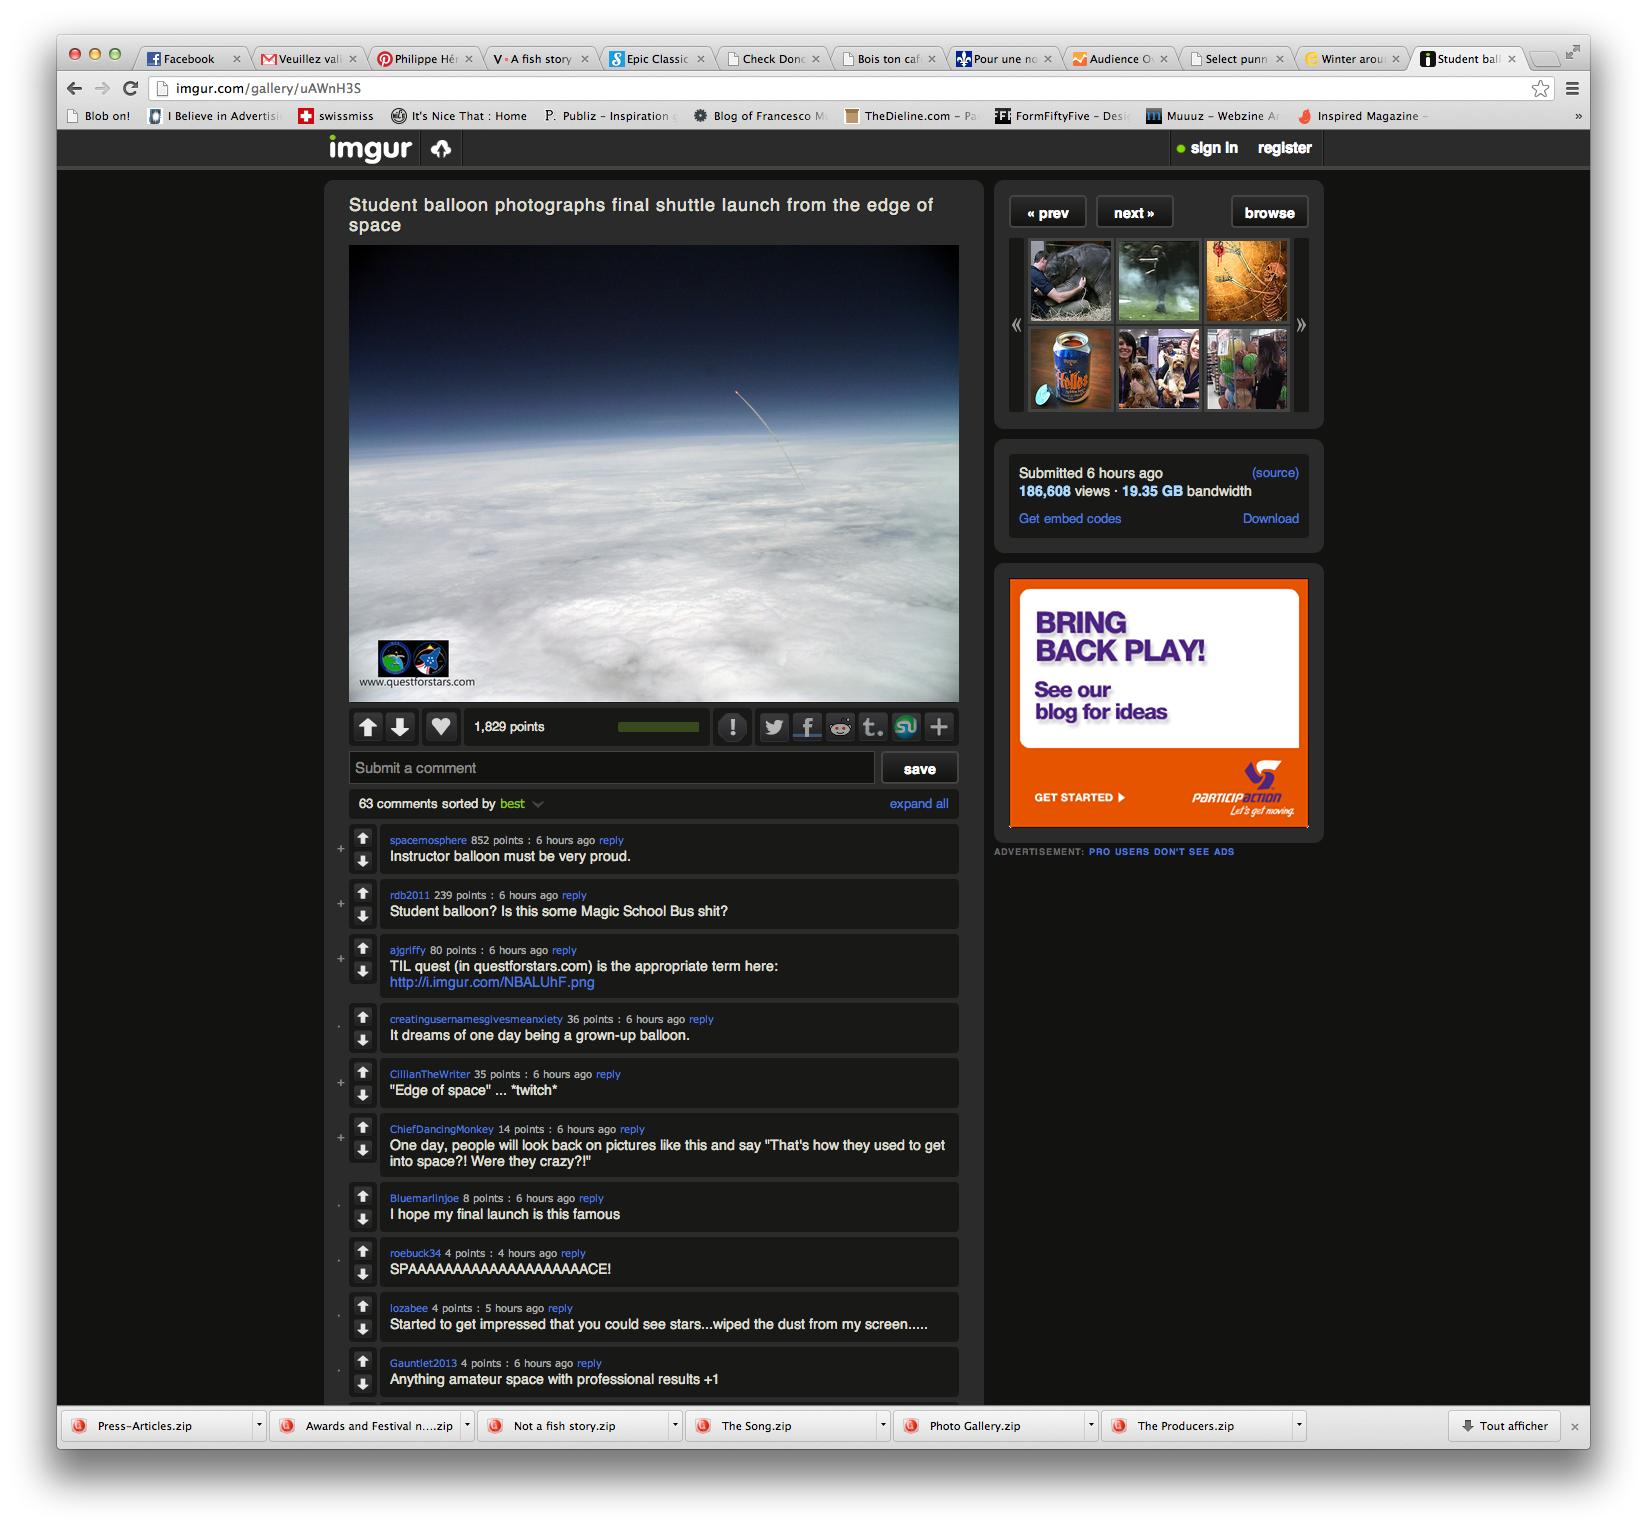 Facebook
Veuillez vali
Philippe Hér
V · A fish story
Epic Classic
Check Donc
Bois ton caf
Pour une no
Audience Ov
Select punn
Winter arou
Student ball
imgur.com/gallery/uAWnH3S
Blob on!
I Believe in Advertisi
swissmiss
It's Nice That : Home
Publiz – Inspiration
Blog of Francesco M
TheDieline.com – Pa
FormFiftyFive – Desi
Muuuz – Webzine Ar
Inspired Magazine –
»
imgur
sign in
register
Student balloon photographs final shuttle launch from the edge of
space
www.questforstars.com
1,829 points
Submit a comment
save
63 comments sorted by best
expand all
spacemosphere 852 points : 6 hours ago reply
Instructor balloon must be very proud.
rdb2011 239 points : 6 hours ago reply
Student balloon? Is this some Magic School Bus shit?
ajgriffy 80 points : 6 hours ago reply
TIL quest (in questforstars.com) is the appropriate term here:
http://i.imgur.com/NBALUhF.png
creatingusernamesgivesmeanxiety 36 points : 6 hours ago reply
It dreams of one day being a grown-up balloon.
CillianTheWriter 35 points : 6 hours ago reply
"Edge of space" ... *twitch*
ChiefDancingMonkey 14 points : 6 hours ago reply
One day, people will look back on pictures like this and say "That's how they used to get
into space?! Were they crazy?!"
Bluemarlinjoe 8 points : 6 hours ago reply
I hope my final launch is this famous
roebuck34 4 points : 4 hours ago reply
SPAAAAAAAAAAAAAAAAAAAACE!
lozabee 4 points : 5 hours ago reply
Started to get impressed that you could see stars...wiped the dust from my screen.....
Gauntlet2013 4 points : 6 hours ago reply
Anything amateur space with professional results +1
« prev
next »
browse
Submitted 6 hours ago
(source)
186,608 views · 19.35 GB bandwidth
Get embed codes
Download
BRING
BACK PLAY!
See our
blog for ideas
GET STARTED
PARTICIPACTION
Let's get moving.
ADVERTISEMENT: PRO USERS DON'T SEE ADS
Press-Articles.zip
Awards and Festival n....zip
Not a fish story.zip
The Song.zip
Photo Gallery.zip
The Producers.zip
Tout afficher